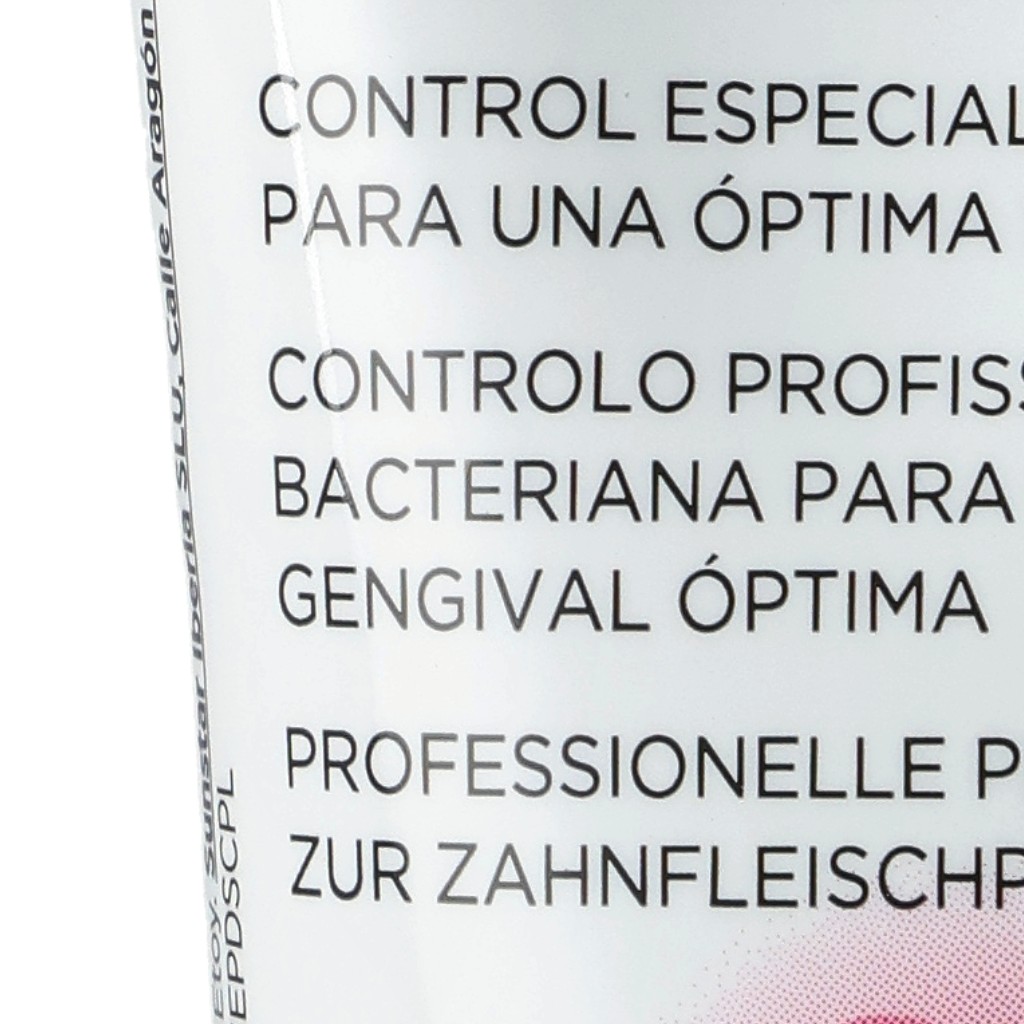 CONTROL ESPECIAL
PARA UNA ÓPTIMA
CONTROLO PROFISS
BACTERIANA PARA
GENGIVAL ÓPTIMA
PROFESSIONELLE P
ZUR ZAHNFLEISCHP
Etoy. Sunstar Iberia SLU, Calle Aragón
EPDSCPL